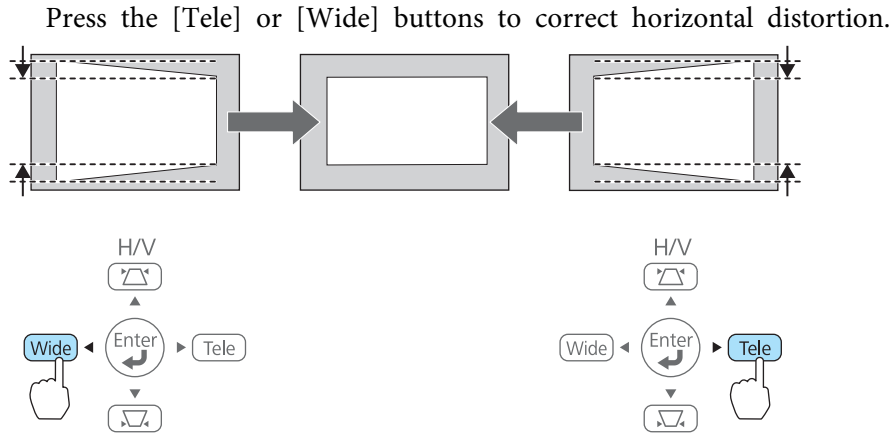 Press the [Tele] or [Wide] buttons to correct horizontal distortion.
H/V
H/V
Wide
Enter
Tele
Wide
Enter
Tele